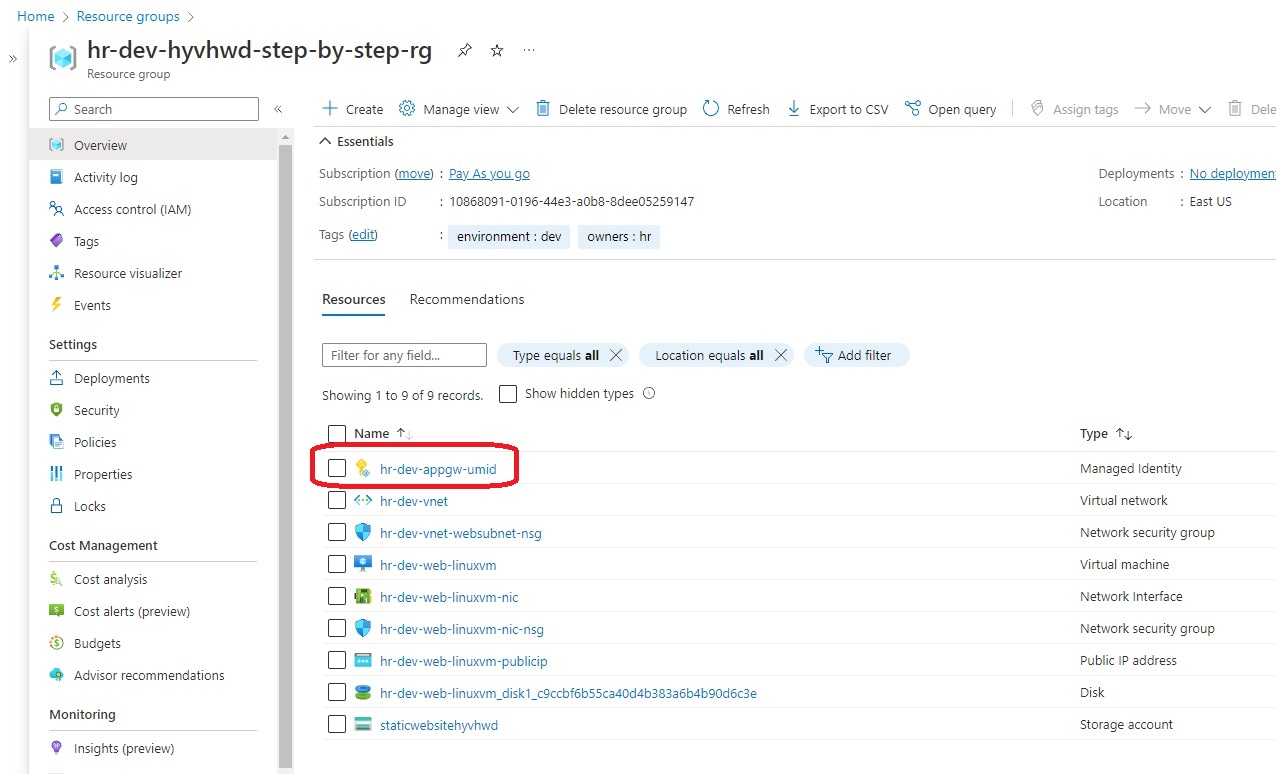 Home > Resource groups >
hr-dev-hyvhwd-step-by-step-rg
Resource group
Search
Overview
Activity log
Access control (IAM)
Tags
Resource visualizer
Events
Settings
Deployments
Security
Policies
Properties
Locks
Cost Management
Cost analysis
Cost alerts (preview)
Budgets
Advisor recommendations
Monitoring
Insights (preview)
Create Manage view Delete resource group Refresh Export to CSV Open query Assign tags Move Dele
Essentials
Subscription (move) : Pay As you go Deployments : No deploymen
Subscription ID : 10868091-0196-44e3-a0b8-8dee05259147 Location : East US
Tags (edit) : environment : dev owners : hr
Resources Recommendations
Filter for any field... Type equals all Location equals all Add filter
Showing 1 to 9 of 9 records. Show hidden types
Name Type
hr-dev-appgw-umid Managed Identity
hr-dev-vnet Virtual network
hr-dev-vnet-websubnet-nsg Network security group
hr-dev-web-linuxvm Virtual machine
hr-dev-web-linuxvm-nic Network Interface
hr-dev-web-linuxvm-nic-nsg Network security group
hr-dev-web-linuxvm-publicip Public IP address
hr-dev-web-linuxvm_disk1_c9ccbf6b55ca40d4b383a6b4b90d6c3e Disk
staticwebsitehyvhwd Storage account